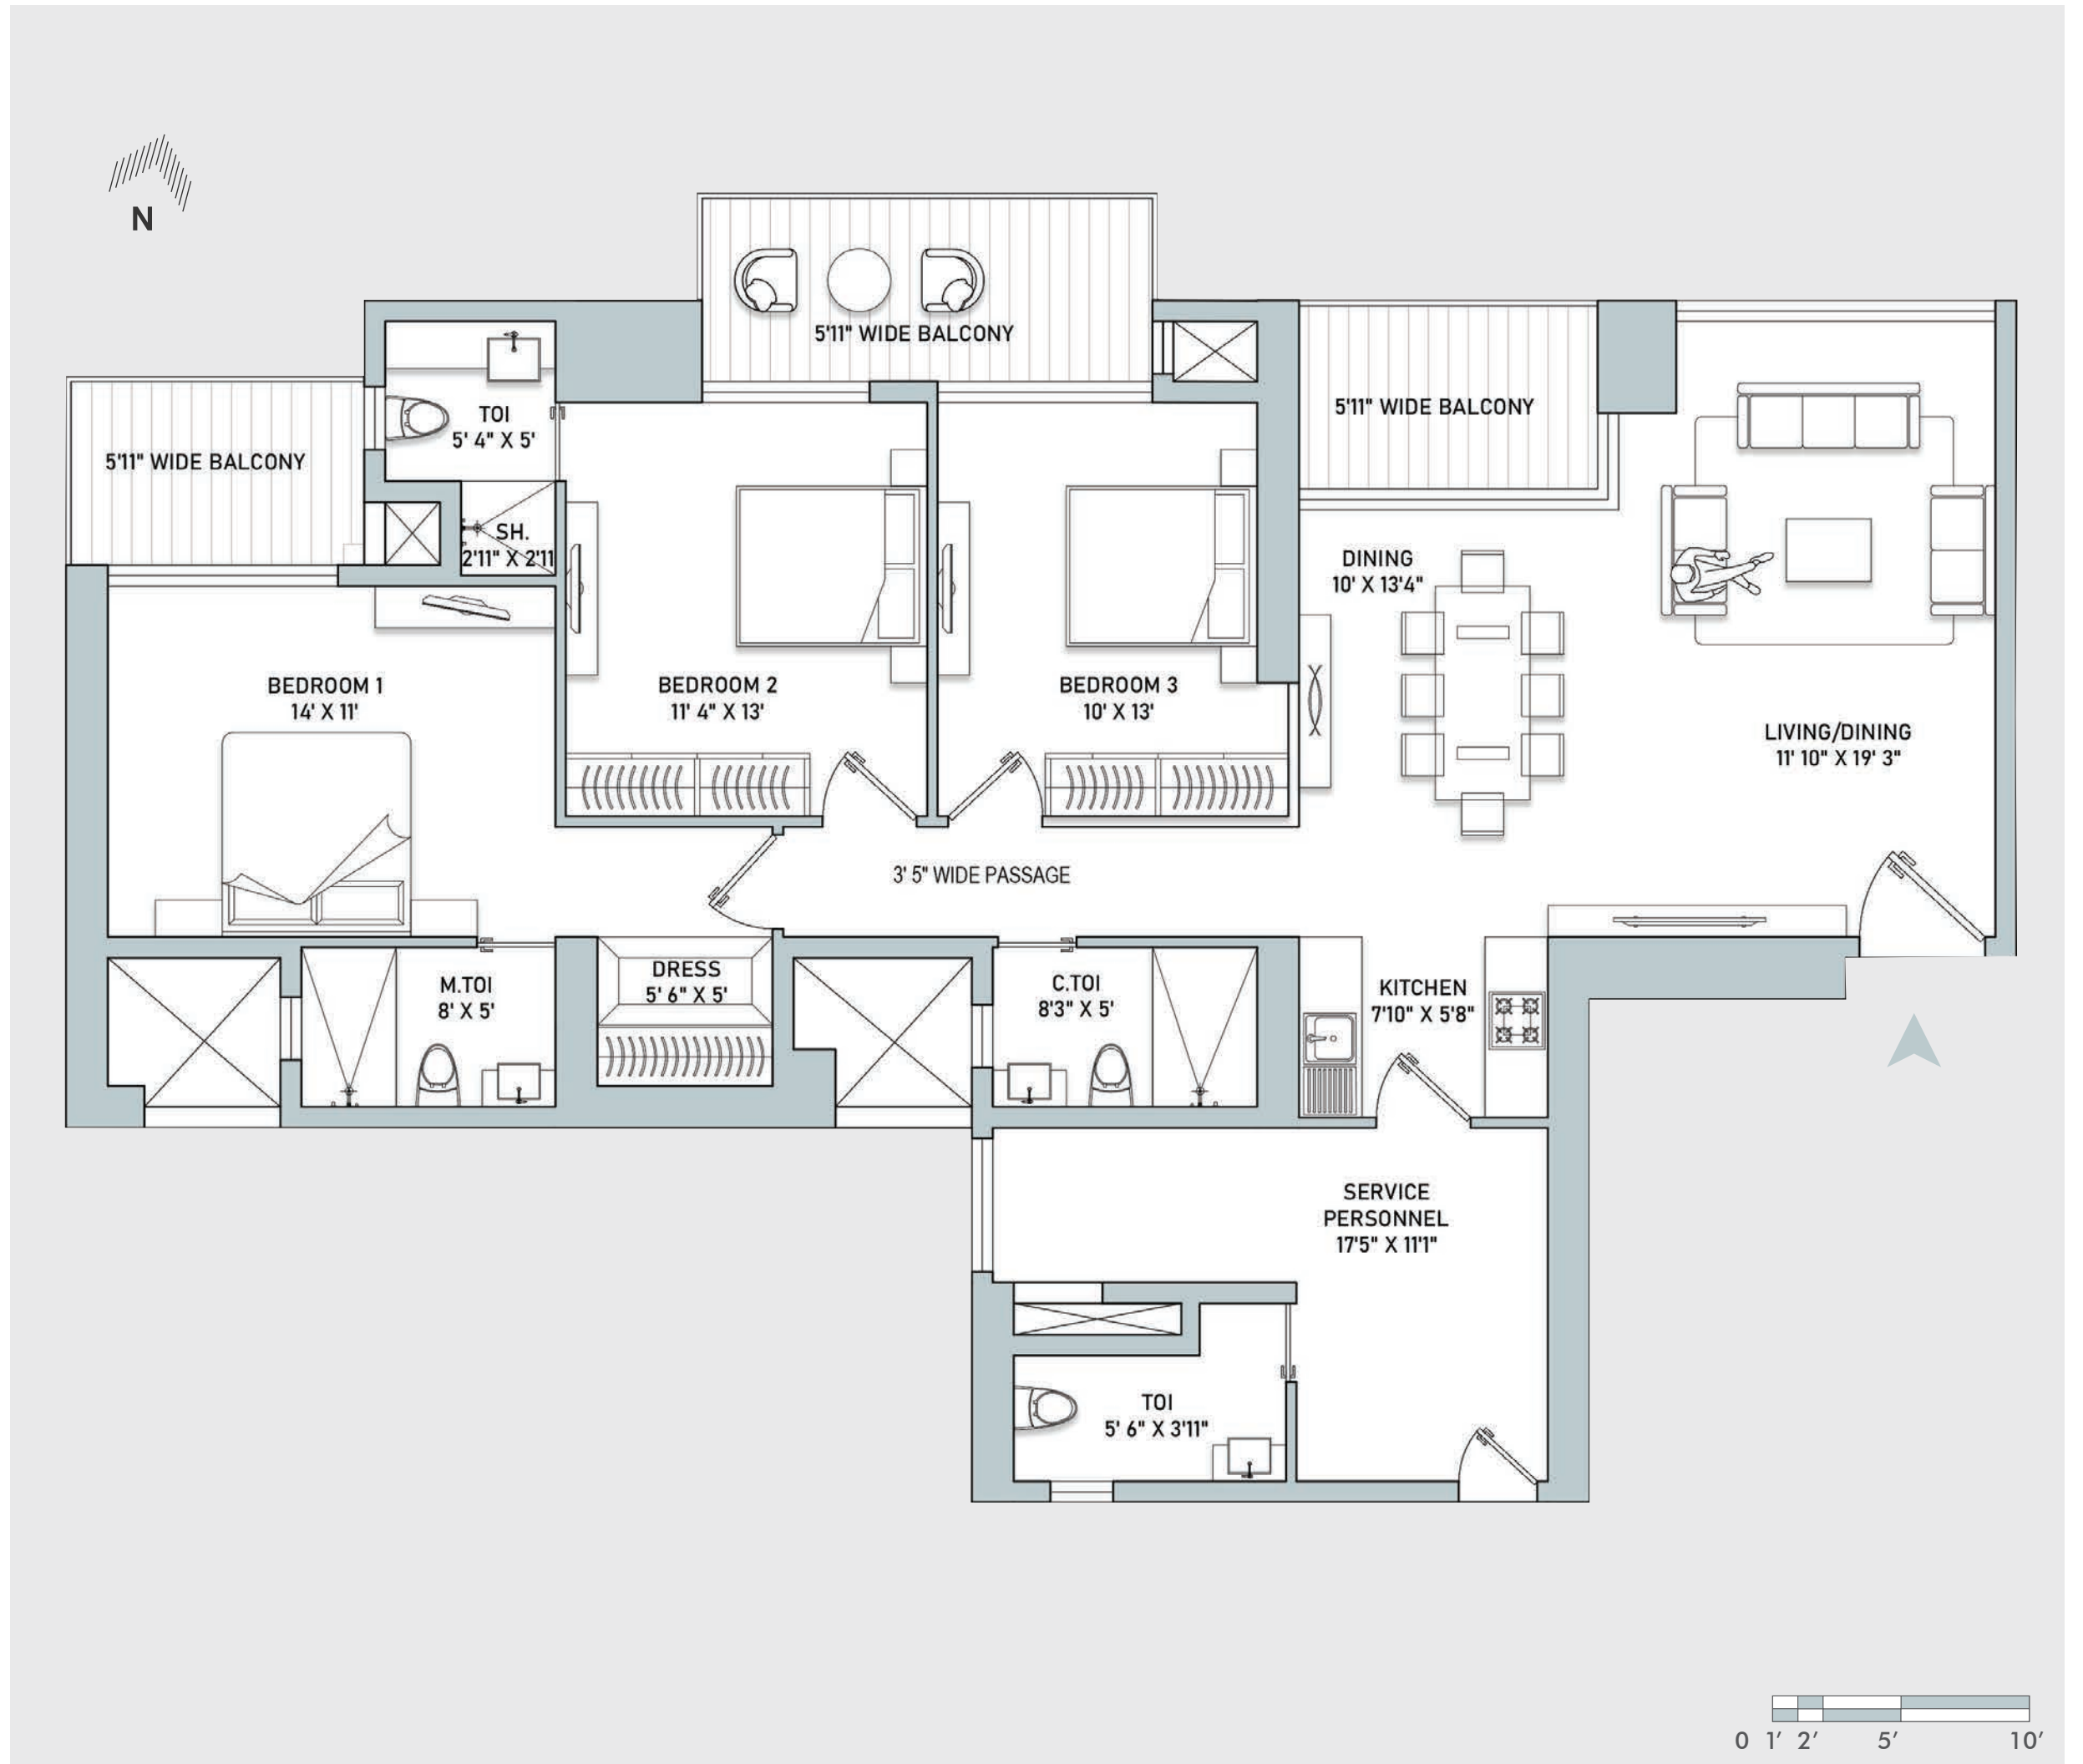 N
5'11" WIDE BALCONY
5'11" WIDE BALCONY
5'11" WIDE BALCONY
TOI
5' 4" X 5'
SH.
2'11" X 2'11
DINING
10' X 13'4"
BEDROOM 1
14' X 11'
BEDROOM 2
11' 4" X 13'
BEDROOM 3
10' X 13'
LIVING/DINING
11' 10" X 19' 3"
3' 5" WIDE PASSAGE
M.TOI
8' X 5'
DRESS
5' 6" X 5'
C.TOI
8'3" X 5'
KITCHEN
7'10" X 5'8"
SERVICE
PERSONNEL
17'5" X 11'1"
TOI
5' 6" X 3'11"
0 1' 2' 5' 10'